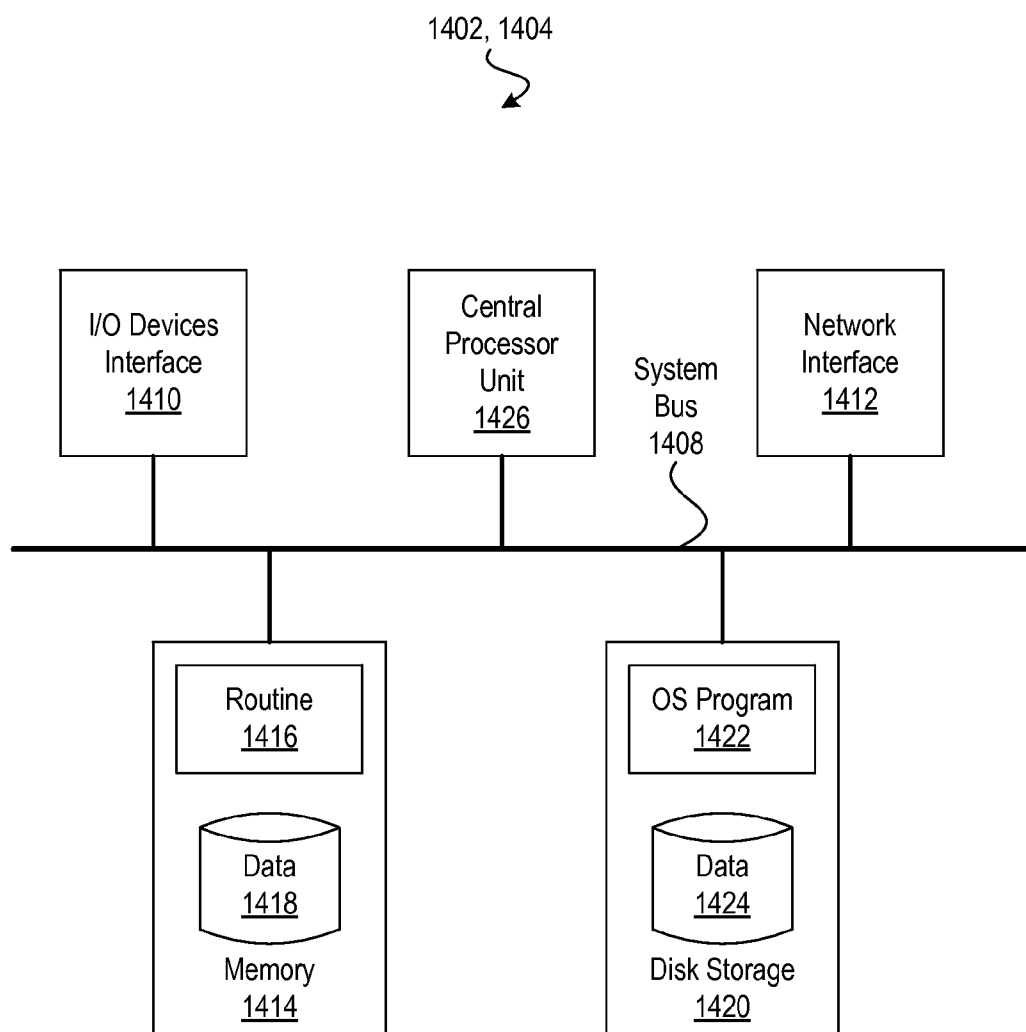 1402, 1404
I/O Devices
Interface
1410
Central
Processor
Unit
1426
System
Bus
1408
Network
Interface
1412
Routine
1416
Data
1418
Memory
1414
OS Program
1422
Data
1424
Disk Storage
1420